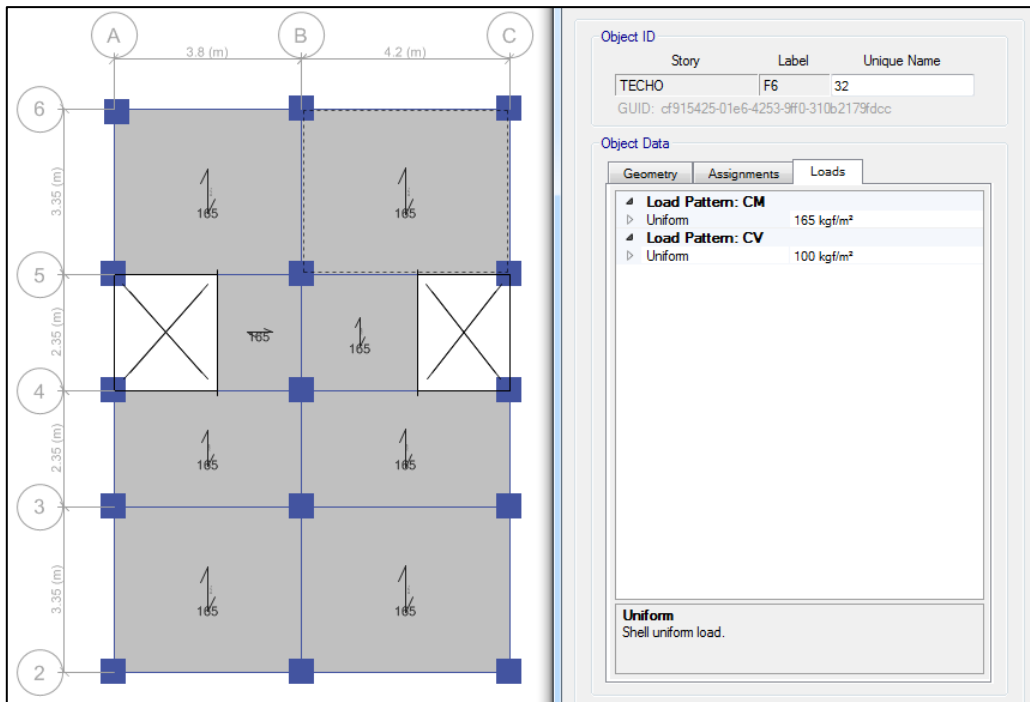 A B C
3.8 (m) 4.2 (m)
6
3.35 (m)
165 165
5
2.35 (m)
165 165
4
2.35 (m)
165 165
3
3.35 (m)
165 165
2
Object ID
Story Label Unique Name
TECHO F6 32
GUID: cf915425-01e6-4253-9ff0-310b2179fdcc
Object Data
Geometry Assignments Loads
Load Pattern: CM
Uniform 165 kgf/m²
Load Pattern: CV
Uniform 100 kgf/m²
Uniform
Shell uniform load.